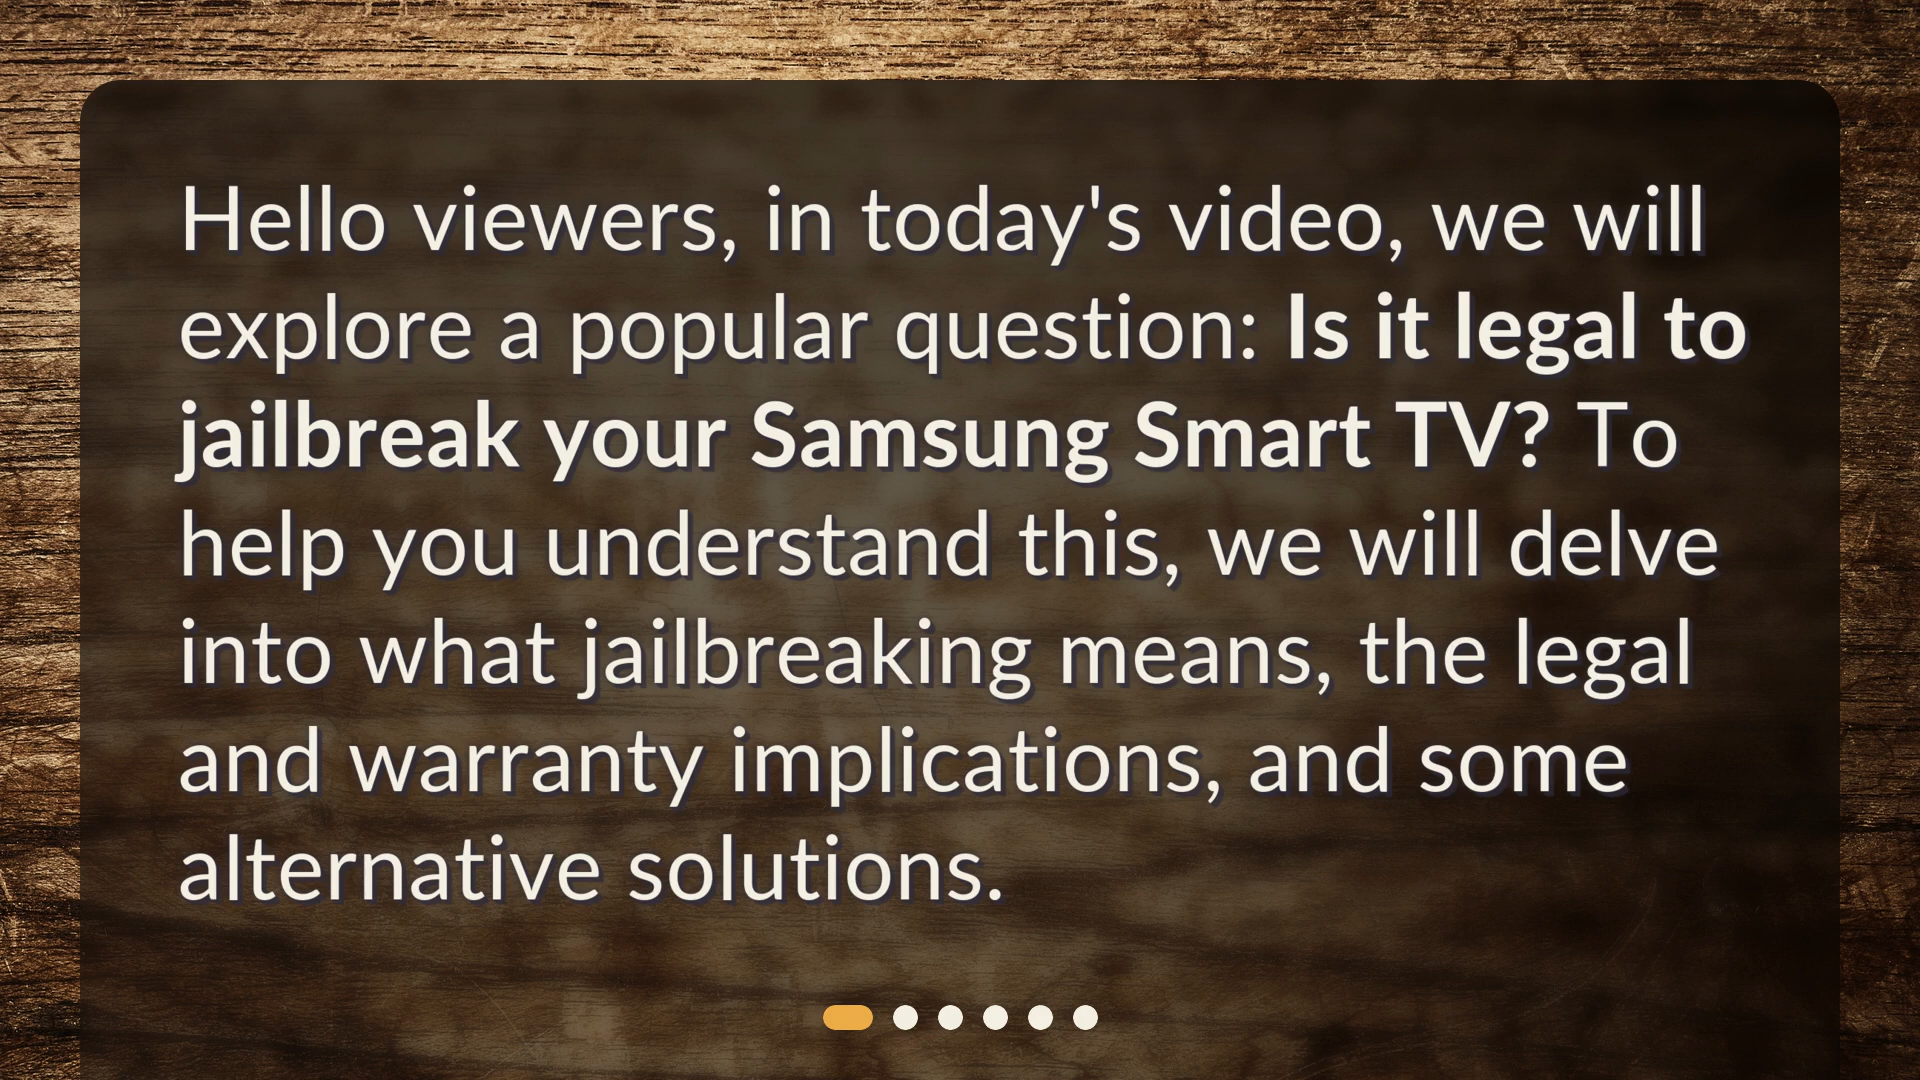 Hello viewers, in today's video, we will
explore a popular question: Is it legal to
jailbreak your Samsung Smart TV? To
help you understand this, we will delve
into what jailbreaking means, the legal
and warranty implications, and some
alternative solutions.